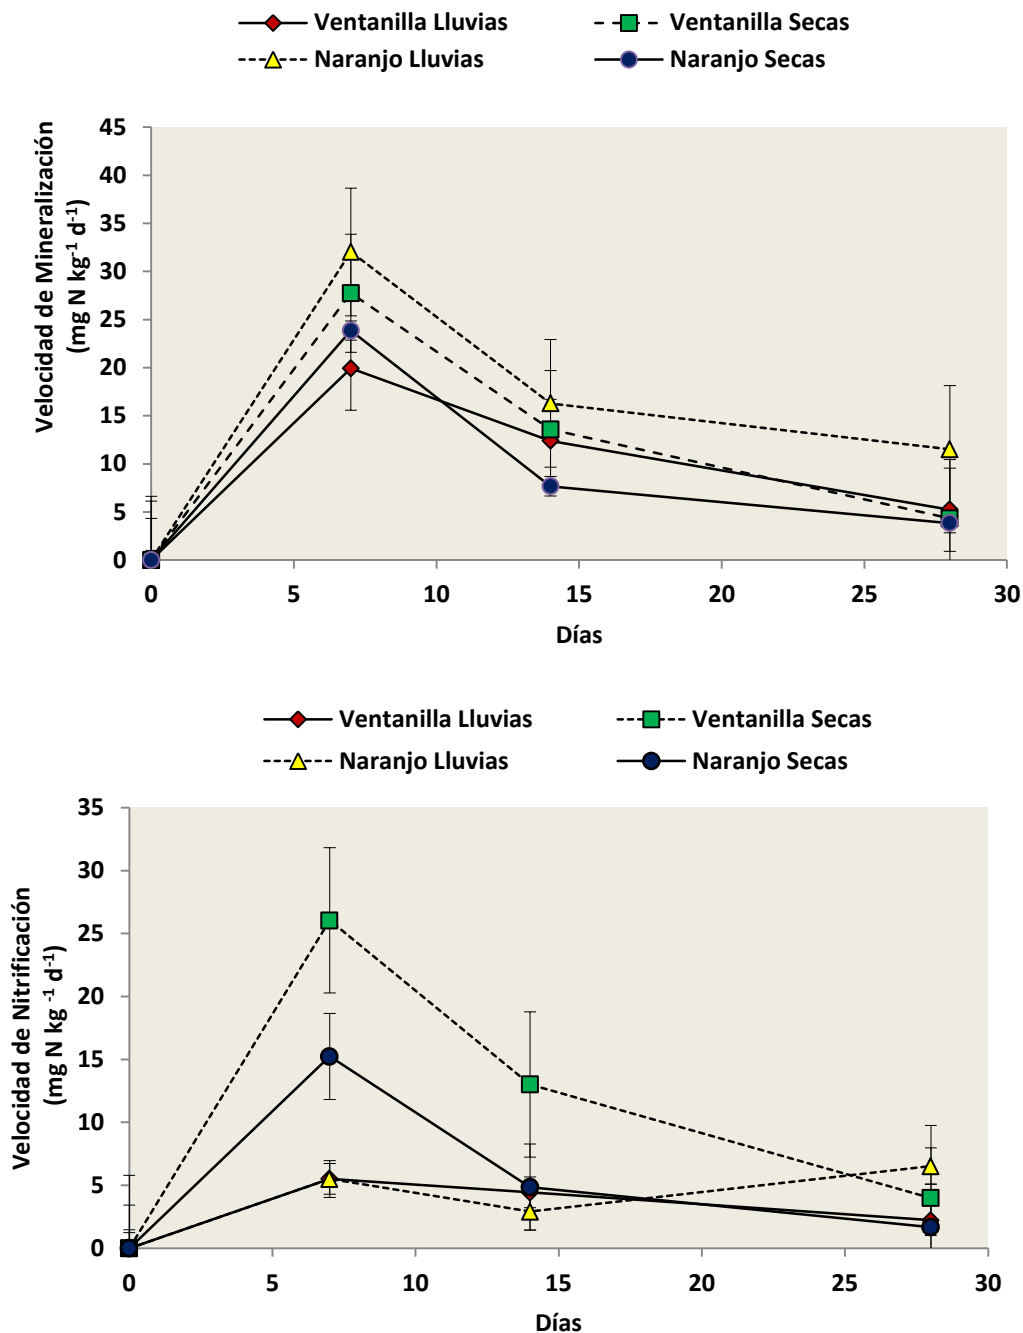 Ventanilla Lluvias
Ventanilla Secas
Naranjo Lluvias
Naranjo Secas
Velocidad de Mineralización
(mg N kg⁻¹ d⁻¹)
45
40
35
30
25
20
15
10
5
0
0 5 10 15 20 25 30
Días
Ventanilla Lluvias
Ventanilla Secas
Naranjo Lluvias
Naranjo Secas
Velocidad de Nitrificación
(mg N kg ⁻¹ d⁻¹)
35
30
25
20
15
10
5
0
0 5 10 15 20 25 30
Días